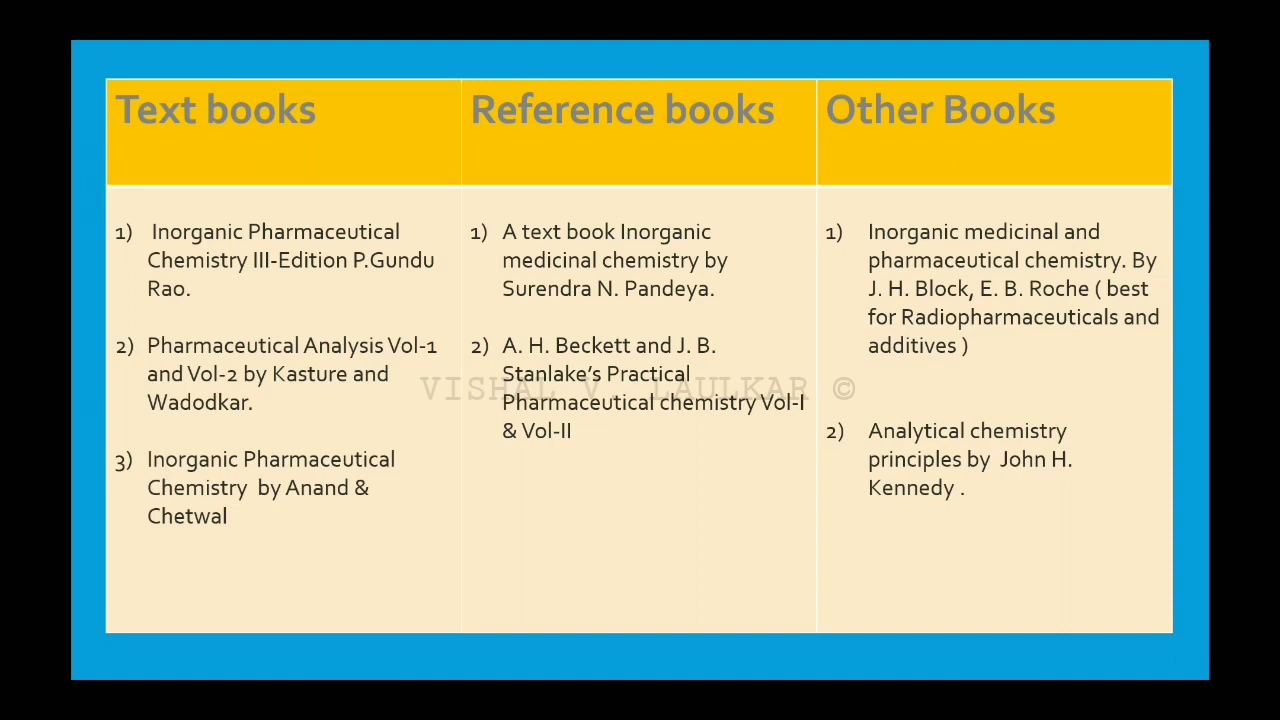 Text books
Reference books
Other Books
1) Inorganic Pharmaceutical
Chemistry III-Edition P.Gundu
Rao.
2) Pharmaceutical Analysis Vol-1
and Vol-2 by Kasture and
Wadodkar.
3) Inorganic Pharmaceutical
Chemistry by Anand &
Chetwal
1) A text book Inorganic
medicinal chemistry by
Surendra N. Pandeya.
2) A. H. Beckett and J. B.
Stanlake's Practical
Pharmaceutical chemistry Vol-I
& Vol-II
1) Inorganic medicinal and
pharmaceutical chemistry. By
J. H. Block, E. B. Roche ( best
for Radiopharmaceuticals and
additives )
2) Analytical chemistry
principles by John H.
Kennedy .
VISHAL V. LAULKAR ©